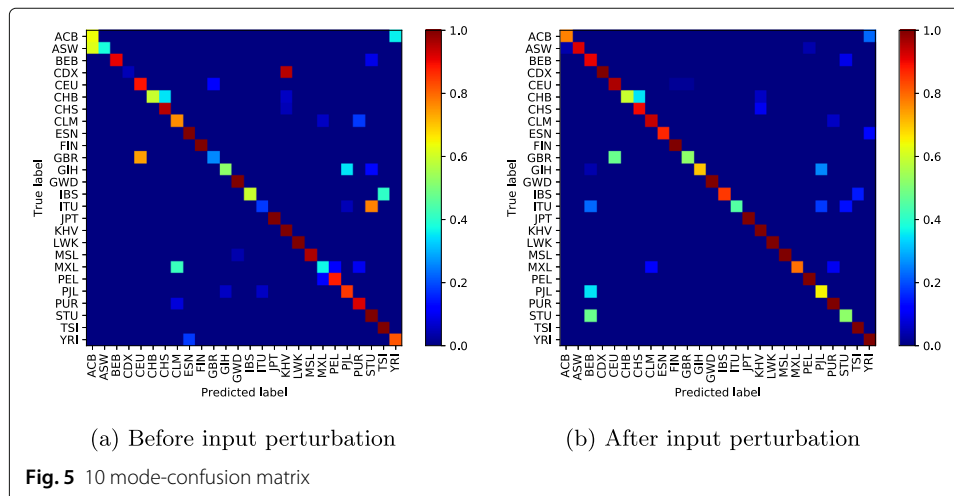 ACB
ASW
BEB
CDX
CEU
CHB
CHS
CLM
ESN
FIN
GBR
GIH
GWD
IBS
ITU
JPT
KHV
LWK
MSL
MXL
PEL
PJL
PUR
STU
TSI
YRI
True label
ACB ASW BEB CDX CEU CHB CHS CLM ESN FIN GBR GIH GWD IBS ITU JPT KHV LWK MSL MXL PEL PJL PUR STU TSI YRI
Predicted label
1.0
0.8
0.6
0.4
0.2
0.0
(a) Before input perturbation
ACB
ASW
BEB
CDX
CEU
CHB
CHS
CLM
ESN
FIN
GBR
GIH
GWD
IBS
ITU
JPT
KHV
LWK
MSL
MXL
PEL
PJL
PUR
STU
TSI
YRI
True label
ACB ASW BEB CDX CEU CHB CHS CLM ESN FIN GBR GIH GWD IBS ITU JPT KHV LWK MSL MXL PEL PJL PUR STU TSI YRI
Predicted label
1.0
0.8
0.6
0.4
0.2
0.0
(b) After input perturbation
Fig. 5 10 mode-confusion matrix